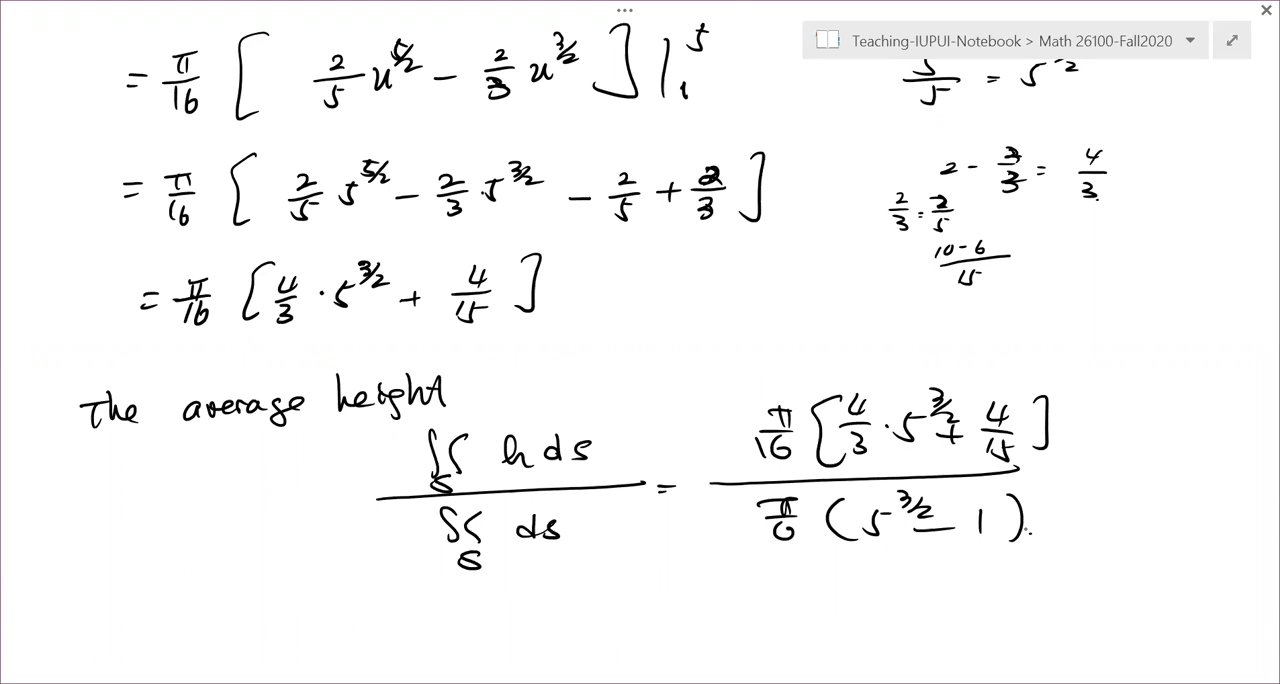 Teaching-IUPUI-Notebook > Math 26100-Fall2020
= π/16 [ 2/5 u^5/2 − 2/3 u^3/2 ] |_1^5
= π/16 [ 2/5 5^5/2 − 2/3 · 5^3/2 − 2/5 + 2/3 ]
2 − 2/3 = 4/3
2/3 - 2/5
10 − 6 / 15
= π/16 [ 4/3 · 5^3/2 + 4/15 ]
The average height
∬_S h ds / ∬_S ds = π/16 [ 4/3 · 5^3/2 + 4/15 ] / π/6 ( 5^3/2 − 1 ).